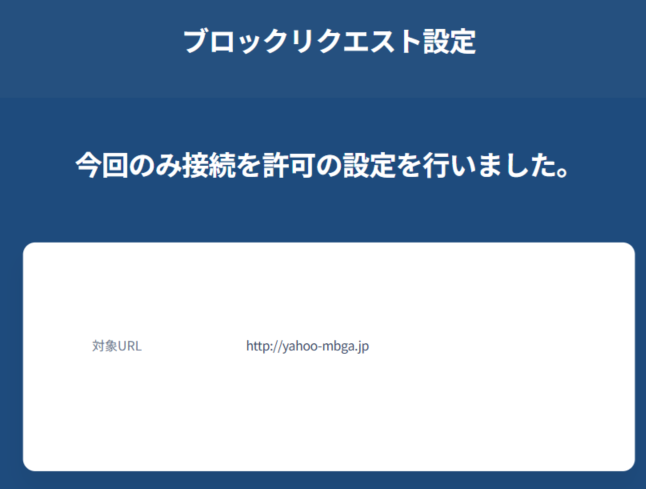 ブロックリクエスト設定
今回のみ接続を許可の設定を行いました。
対象URL http://yahoo-mbga.jp